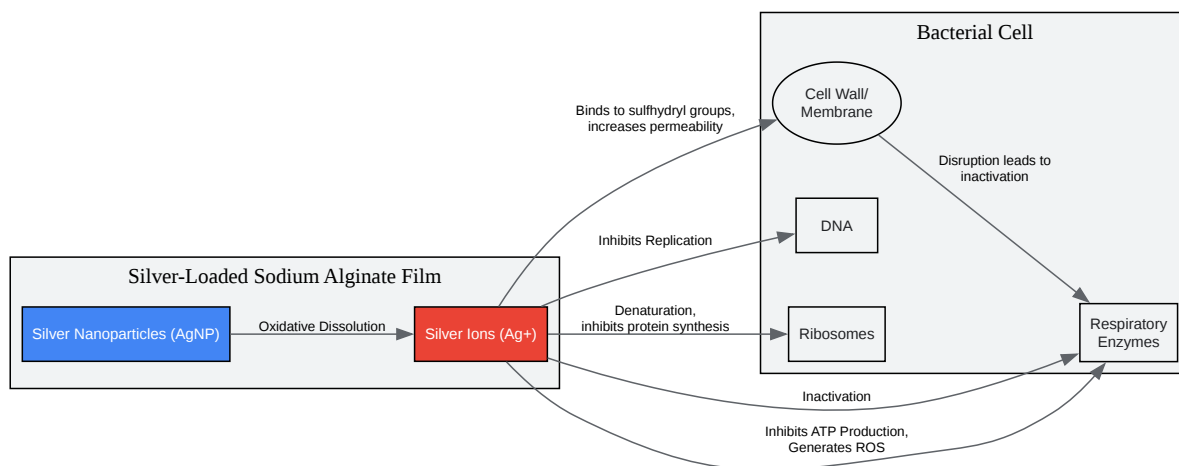 Bacterial Cell
Cell Wall/
Membrane
Binds to sulfhydryl groups,
increases permeability
Disruption leads to
inactivation
DNA
Inhibits Replication
Silver-Loaded Sodium Alginate Film
Silver Nanoparticles (AgNP)
Oxidative Dissolution
Silver Ions (Ag+)
Denaturation,
inhibits protein synthesis
Ribosomes
Respiratory
Enzymes
Inactivation
Inhibits ATP Production,
Generates ROS